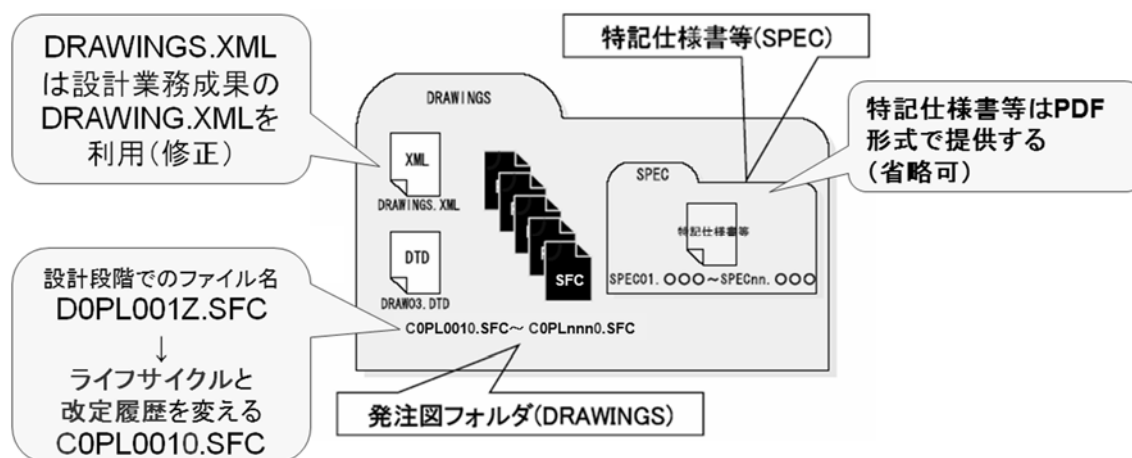 DRAWINGS.XML
は設計業務成果の
DRAWING.XMLを
利用(修正)
特記仕様書等(SPEC)
特記仕様書等はPDF
形式で提供する
(省略可)
DRAWINGS
XML
DRAWINGS.XML
DTD
DRAW03.DTD
SFC
SPEC
特記仕様書等
SPEC01.○○○～SPECnn.○○○
C0PL0010.SFC～ C0PLnnn0.SFC
設計段階でのファイル名
D0PL001Z.SFC
↓
ライフサイクルと
改定履歴を変える
C0PL0010.SFC
発注図フォルダ(DRAWINGS)